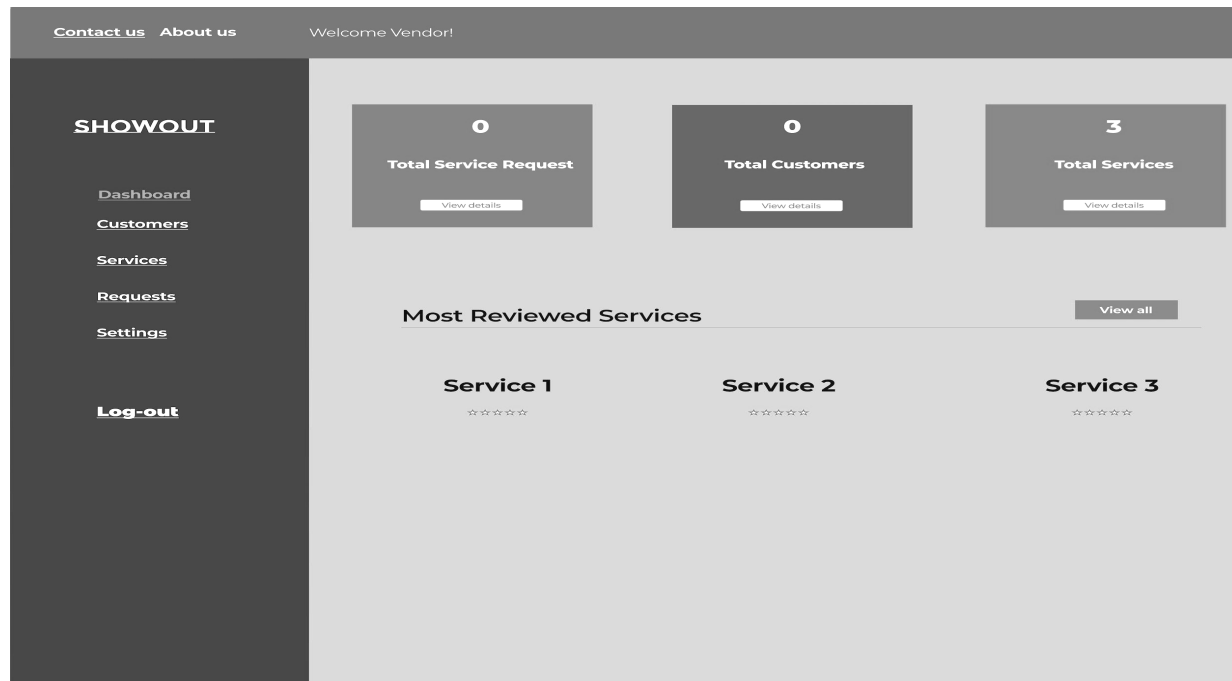 Contact us About us Welcome Vendor!
SHOWOUT
Dashboard
Customers
Services
Requests
Settings
Log-out
0
Total Service Request
View details
0
Total Customers
View details
3
Total Services
View details
Most Reviewed Services
View all
Service 1
☆☆☆☆☆
Service 2
☆☆☆☆☆
Service 3
☆☆☆☆☆